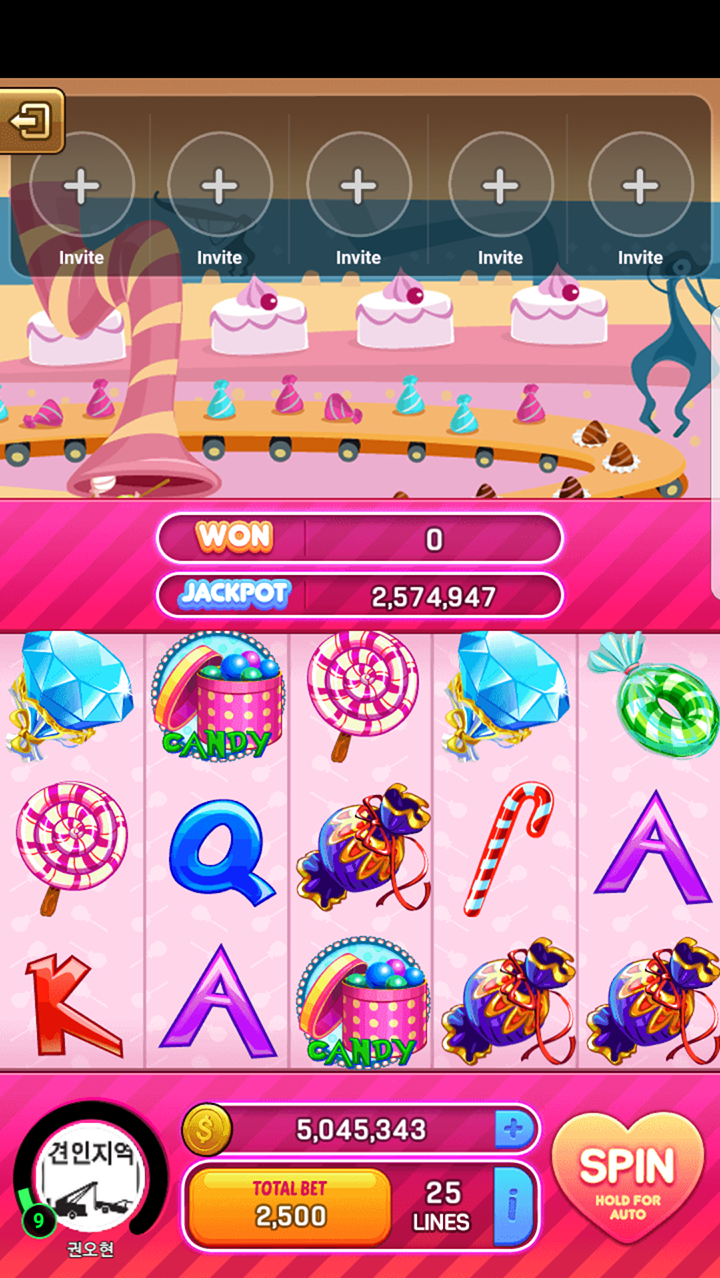 Invite
Invite
Invite
Invite
Invite
WON 0
JACKPOT 2,574,947
CANDY
Q
A
K
A
CANDY
5,045,343
견인지역
TOTAL BET
2,500
25
LINES
SPIN
HOLD FOR
AUTO
9
권오현